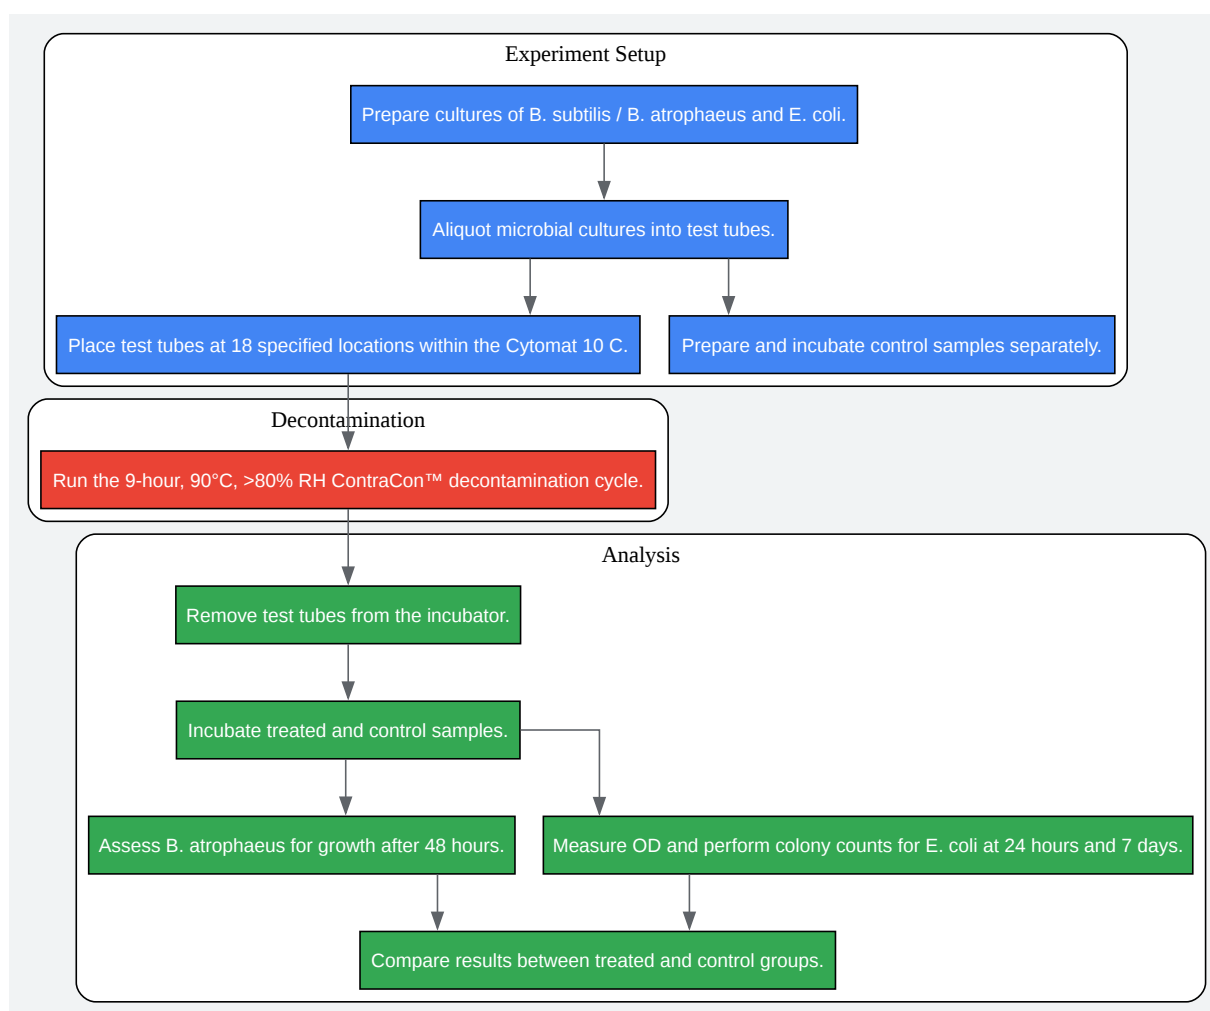 Experiment Setup
Prepare cultures of B. subtilis / B. atrophaeus and E. coli.
Aliquot microbial cultures into test tubes.
Place test tubes at 18 specified locations within the Cytomat 10 C.
Prepare and incubate control samples separately.
Decontamination
Run the 9-hour, 90°C, >80% RH ContraCon™ decontamination cycle.
Analysis
Remove test tubes from the incubator.
Incubate treated and control samples.
Assess B. atrophaeus for growth after 48 hours.
Measure OD and perform colony counts for E. coli at 24 hours and 7 days.
Compare results between treated and control groups.